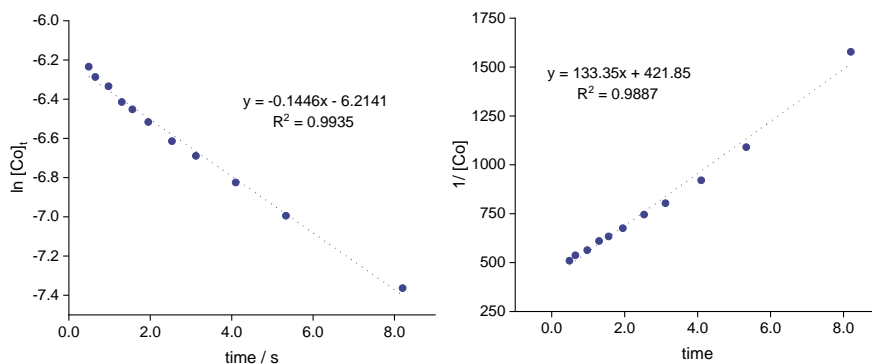 -6.0
-6.2
-6.4
-6.6
-6.8
-7.0
-7.2
-7.4
ln [Co]t
y = -0.1446x - 6.2141
R² = 0.9935
0.0 2.0 4.0 6.0 8.0
time / s
1750
1500
1250
1000
750
500
250
1/ [Co]
y = 133.35x + 421.85
R² = 0.9887
0.0 2.0 4.0 6.0 8.0
time